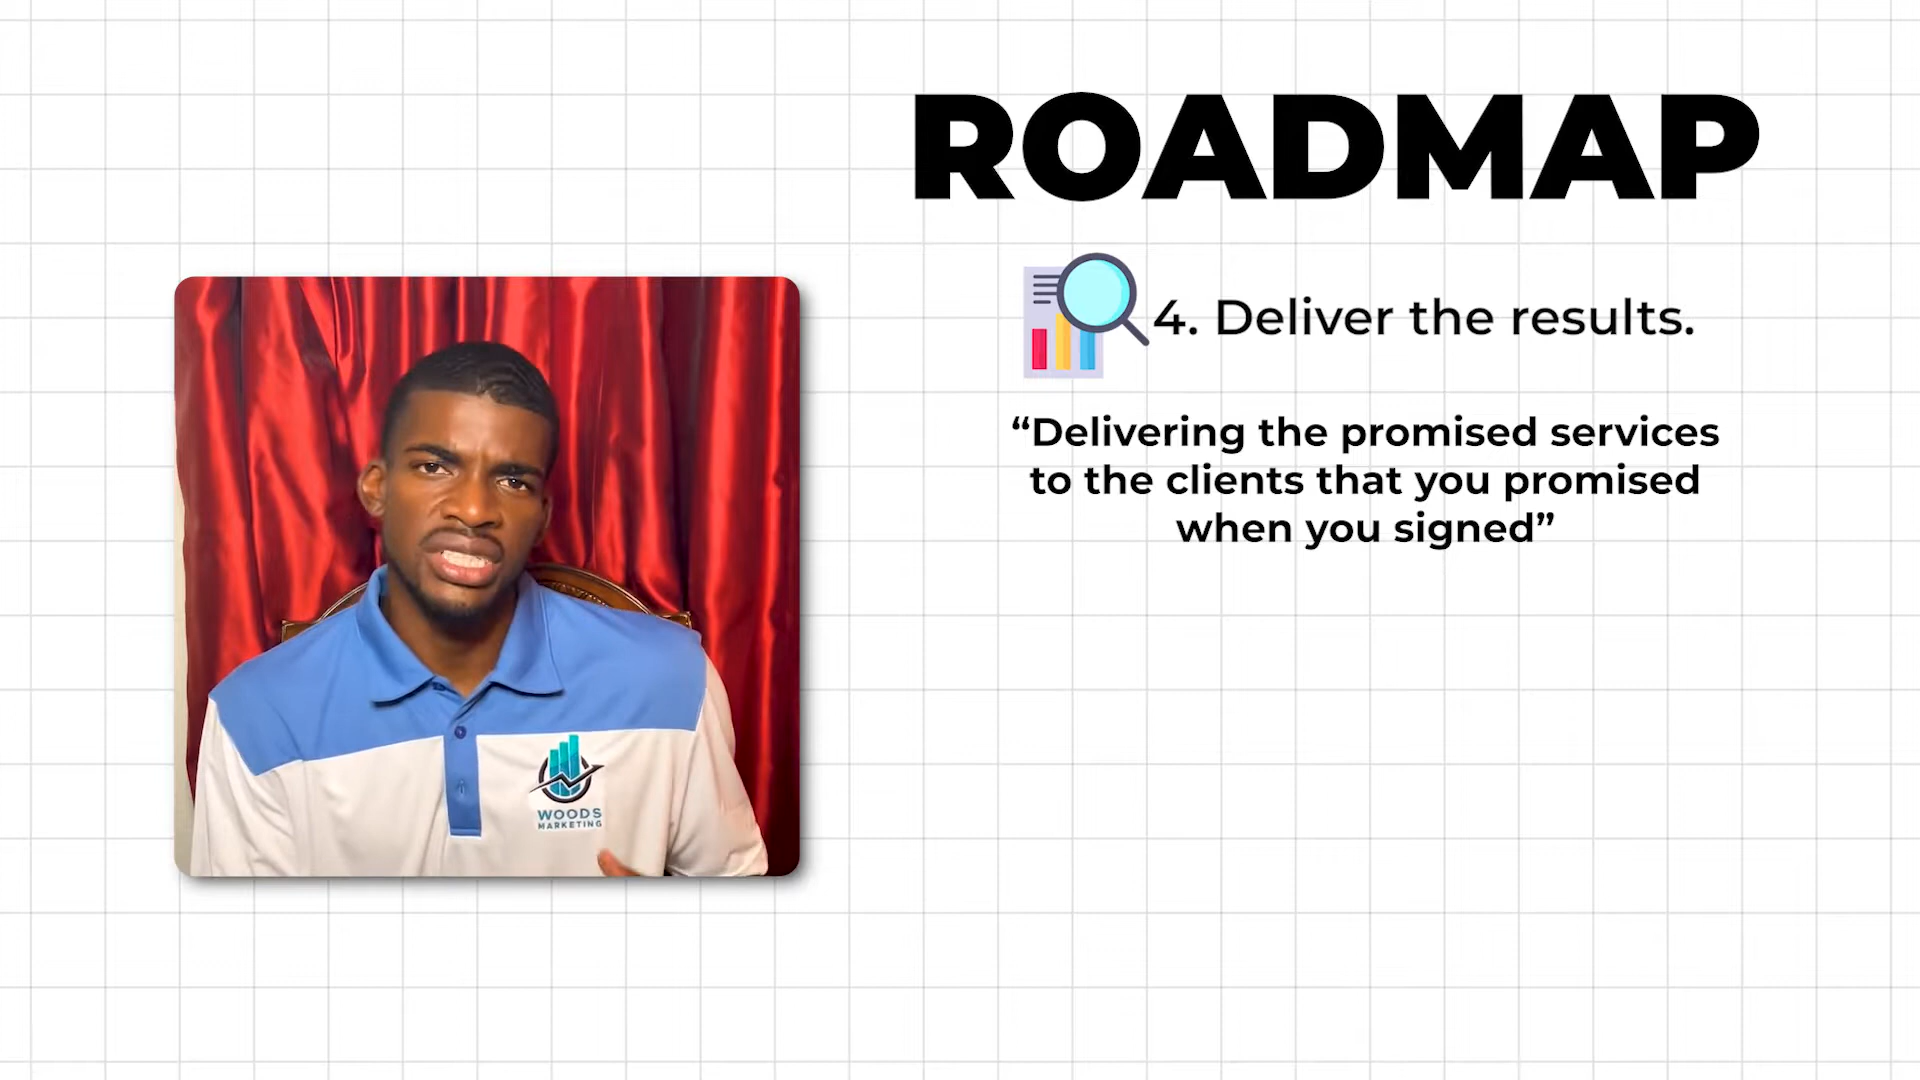 ROADMAP
4. Deliver the results.
“Delivering the promised services
to the clients that you promised
when you signed”
WOODS
MARKETING